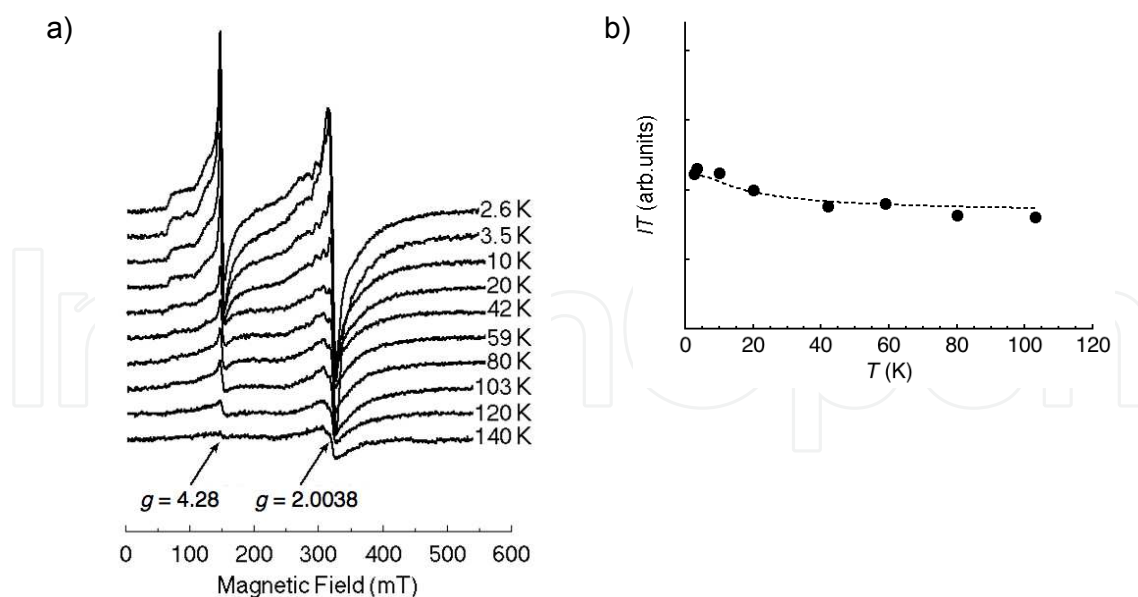 a)
2.6 K
3.5 K
10 K
20 K
42 K
59 K
80 K
103 K
120 K
140 K
g = 4.28 g = 2.0038
0 100 200 300 400 500 600
Magnetic Field (mT)
b)
IT (arb.units)
0 20 40 60 80 100 120
T (K)